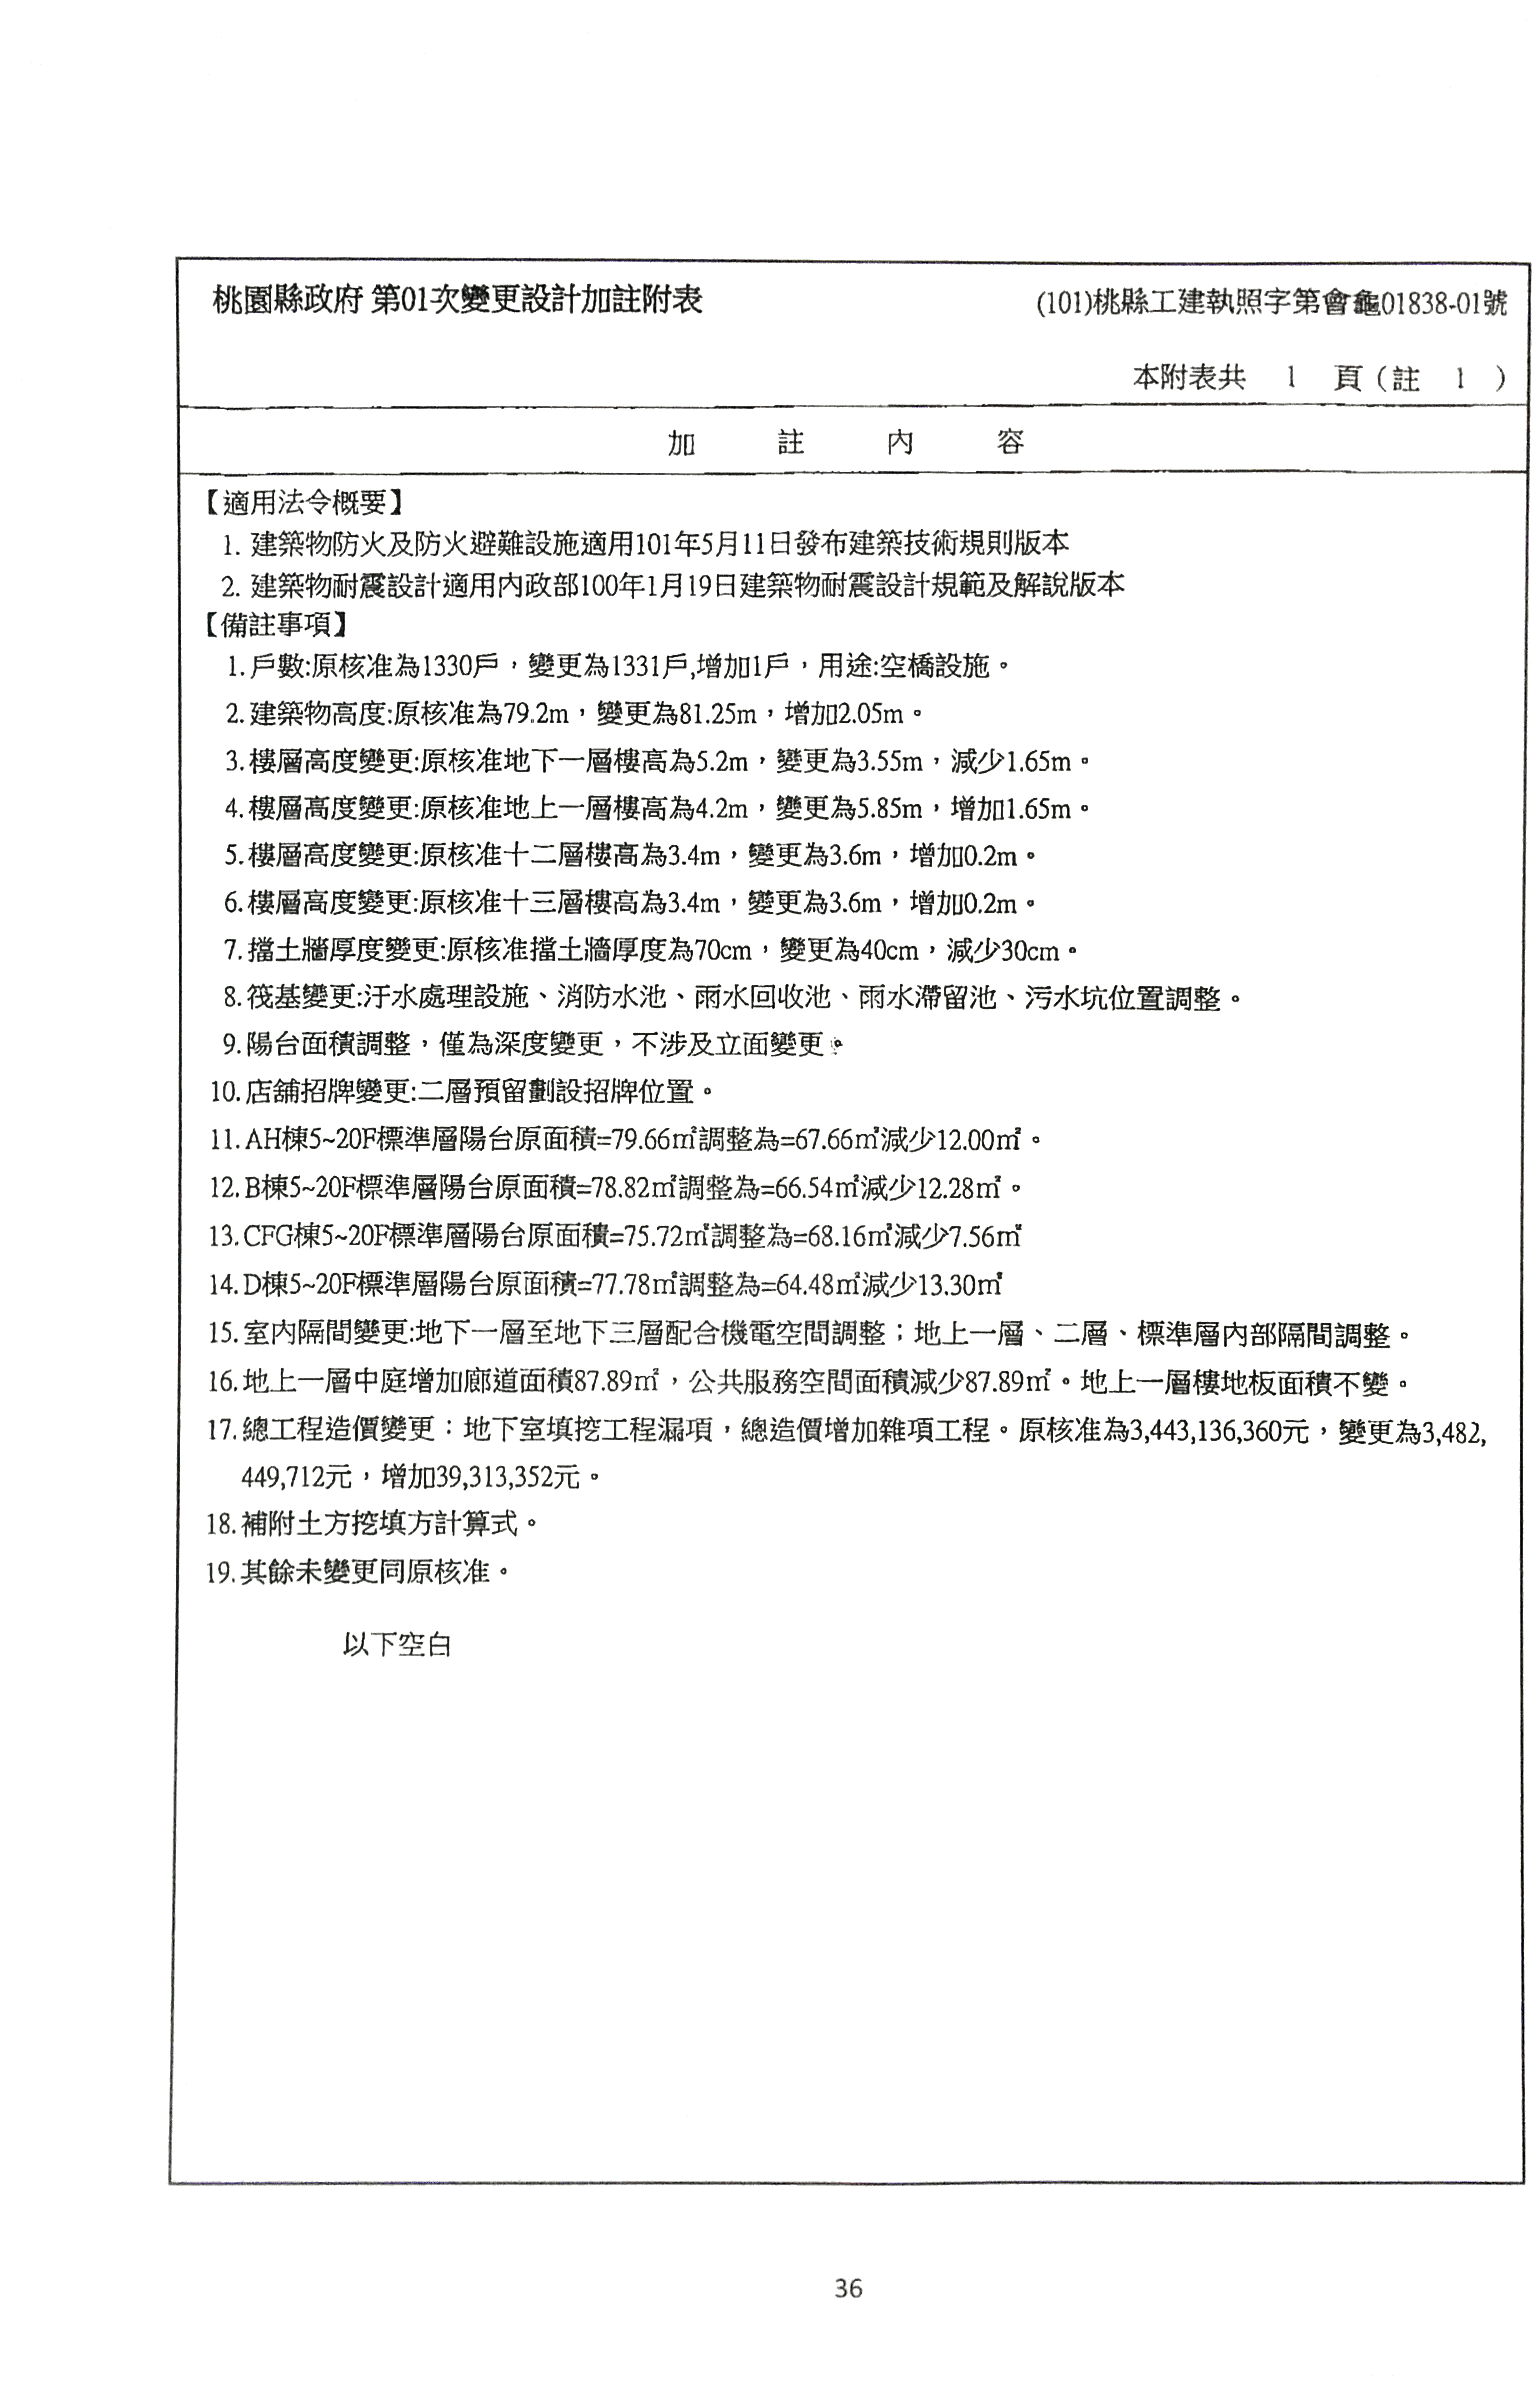 桃園縣政府 第01次變更設計加註附表
(101)桃縣工建執照字第會龜01838-01號
本附表共 1 頁(註 1 )
加 註 內 容
【適用法令概要】
1. 建築物防火及防火避難設施適用101年5月11日發布建築技術規則版本
2. 建築物耐震設計適用內政部100年1月19日建築物耐震設計規範及解說版本
【備註事項】
1.戶數:原核准為1330戶，變更為1331戶,增加1戶，用途:空橋設施。
2.建築物高度:原核准為79.2m，變更為81.25m，增加2.05m。
3.樓層高度變更:原核准地下一層樓高為5.2m，變更為3.55m，減少1.65m。
4.樓層高度變更:原核准地上一層樓高為4.2m，變更為5.85m，增加1.65m。
5.樓層高度變更:原核准十二層樓高為3.4m，變更為3.6m，增加0.2m。
6.樓層高度變更:原核准十三層樓高為3.4m，變更為3.6m，增加0.2m。
7.擋土牆厚度變更:原核准擋土牆厚度為70cm，變更為40cm，減少30cm。
8.筏基變更:汙水處理設施、消防水池、雨水回收池、雨水滯留池、污水坑位置調整。
9.陽台面積調整，僅為深度變更，不涉及立面變更。
10.店舖招牌變更:二層預留劃設招牌位置。
11.AH棟5~20F標準層陽台原面積=79.66㎡調整為=67.66㎡減少12.00㎡。
12.B棟5~20F標準層陽台原面積=78.82㎡調整為=66.54㎡減少12.28㎡。
13.CFG棟5~20F標準層陽台原面積=75.72㎡調整為=68.16㎡減少7.56㎡
14.D棟5~20F標準層陽台原面積=77.78㎡調整為=64.48㎡減少13.30㎡
15.室內隔間變更:地下一層至地下三層配合機電空間調整；地上一層、二層、標準層內部隔間調整。
16.地上一層中庭增加廊道面積87.89㎡，公共服務空間面積減少87.89㎡。地上一層樓地板面積不變。
17.總工程造價變更：地下室填挖工程漏項，總造價增加雜項工程。原核准為3,443,136,360元，變更為3,482,
449,712元，增加39,313,352元。
18.補附土方挖填方計算式。
19.其餘未變更同原核准。
以下空白
36